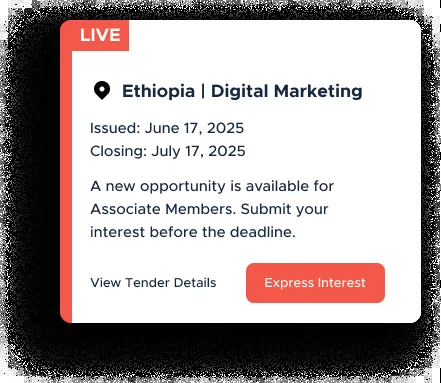 LIVE
Ethiopia | Digital Marketing
Issued: June 17, 2025
Closing: July 17, 2025
A new opportunity is available for
Associate Members. Submit your
interest before the deadline.
View Tender Details
Express Interest